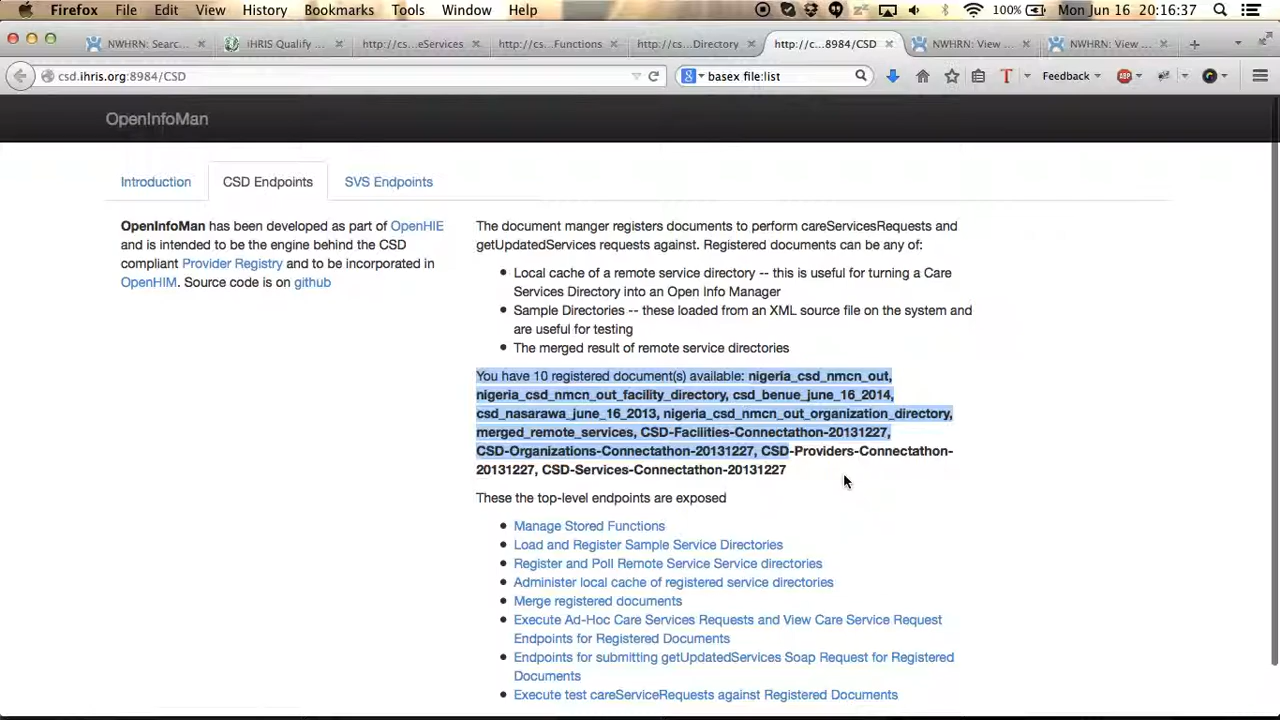 Firefox File Edit View History Bookmarks Tools Window Help 100% Mon Jun 16 20:16:37
NWHRN: Searc... iHRIS Qualify ... http://cs...eServices http://cs...Functions http://cs...Directory http://c...8984/CSD NWHRN: View ... NWHRN: View ...
csd.ihris.org:8984/CSD basex file:list Feedback ABP
OpenInfoMan
Introduction CSD Endpoints SVS Endpoints
OpenInfoMan has been developed as part of OpenHIE
and is intended to be the engine behind the CSD
compliant Provider Registry and to be incorporated in
OpenHIM. Source code is on github
The document manger registers documents to perform careServicesRequests and
getUpdatedServices requests against. Registered documents can be any of:
Local cache of a remote service directory -- this is useful for turning a Care
Services Directory into an Open Info Manager
Sample Directories -- these loaded from an XML source file on the system and
are useful for testing
The merged result of remote service directories
You have 10 registered document(s) available: nigeria_csd_nmcn_out,
nigeria_csd_nmcn_out_facility_directory, csd_benue_june_16_2014,
csd_nasarawa_june_16_2013, nigeria_csd_nmcn_out_organization_directory,
merged_remote_services, CSD-Facilities-Connectathon-20131227,
CSD-Organizations-Connectathon-20131227, CSD-Providers-Connectathon-
20131227, CSD-Services-Connectathon-20131227
These the top-level endpoints are exposed
Manage Stored Functions
Load and Register Sample Service Directories
Register and Poll Remote Service Service directories
Administer local cache of registered service directories
Merge registered documents
Execute Ad-Hoc Care Services Requests and View Care Service Request
Endpoints for Registered Documents
Endpoints for submitting getUpdatedServices Soap Request for Registered
Documents
Execute test careServiceRequests against Registered Documents